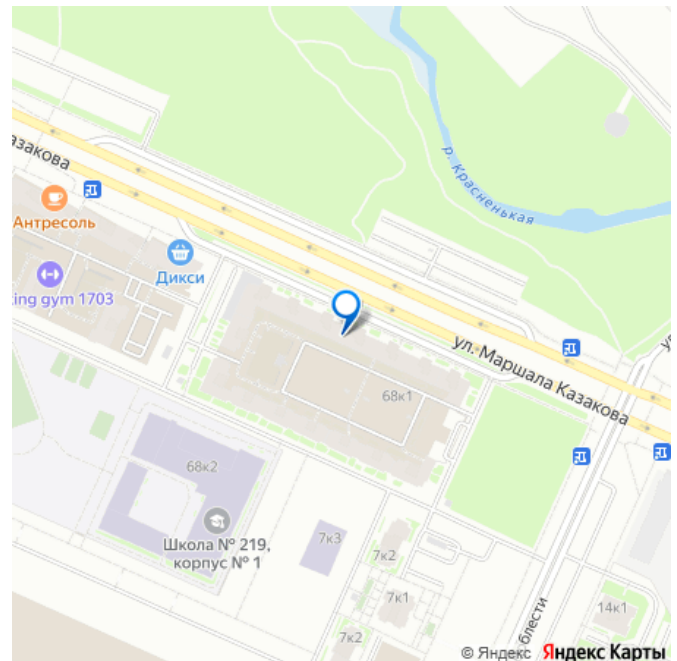 Казакова
Антресоль
Дикси
ing gym 1703
р. Красненькая
ул. Маршала Казакова
68к1
68к2
Школа № 219,
корпус № 1
7к3
7к2
7к1
7к2
14к1
блести
© Яндекс Яндекс Карты